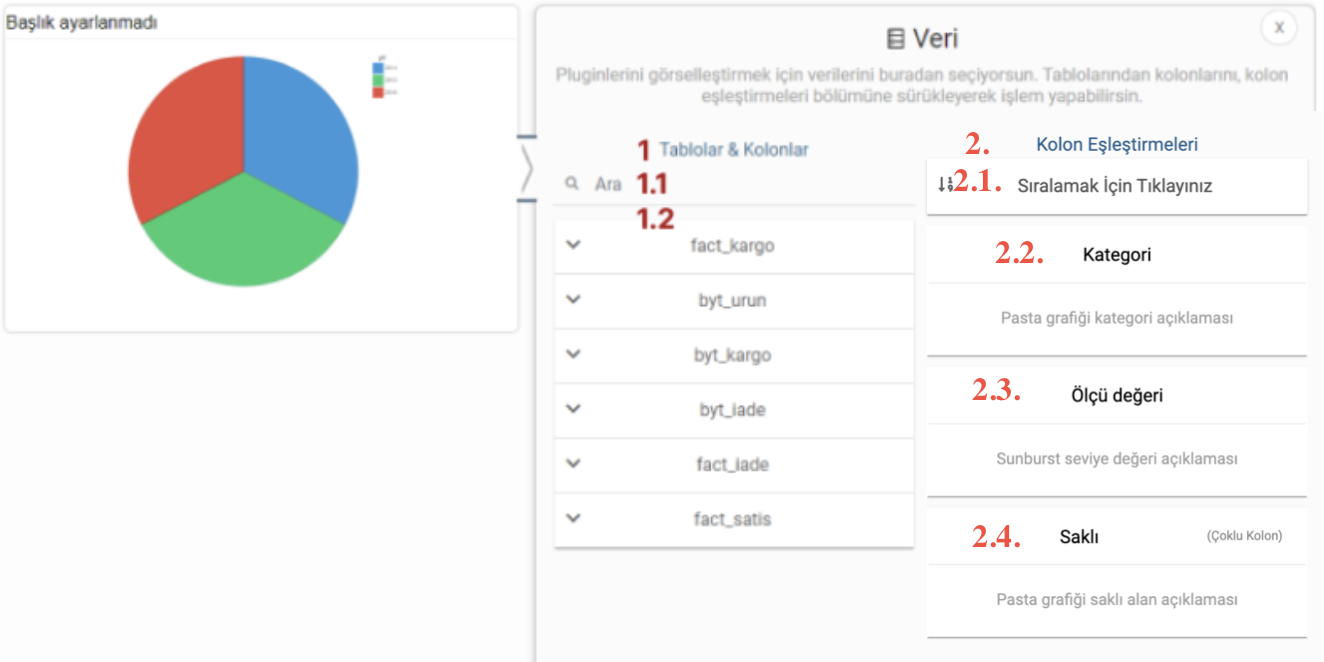 Başlık ayarlanmadı
Veri
X
Pluginlerini görselleştirmek için verilerini buradan seçiyorsun. Tablolarından kolonlarını, kolon
eşleştirmeleri bölümüne sürükleyerek işlem yapabilirsin.
1 Tablolar & Kolonlar
Ara 1.1
1.2
fact_kargo
byt_urun
byt_kargo
byt_iade
fact_iade
fact_satis
2. Kolon Eşleştirmeleri
2.1. Sıralamak İçin Tıklayınız
2.2. Kategori
Pasta grafiği kategori açıklaması
2.3. Ölçü değeri
Sunburst seviye değeri açıklaması
2.4. Saklı (Çoklu Kolon)
Pasta grafiği saklı alan açıklaması